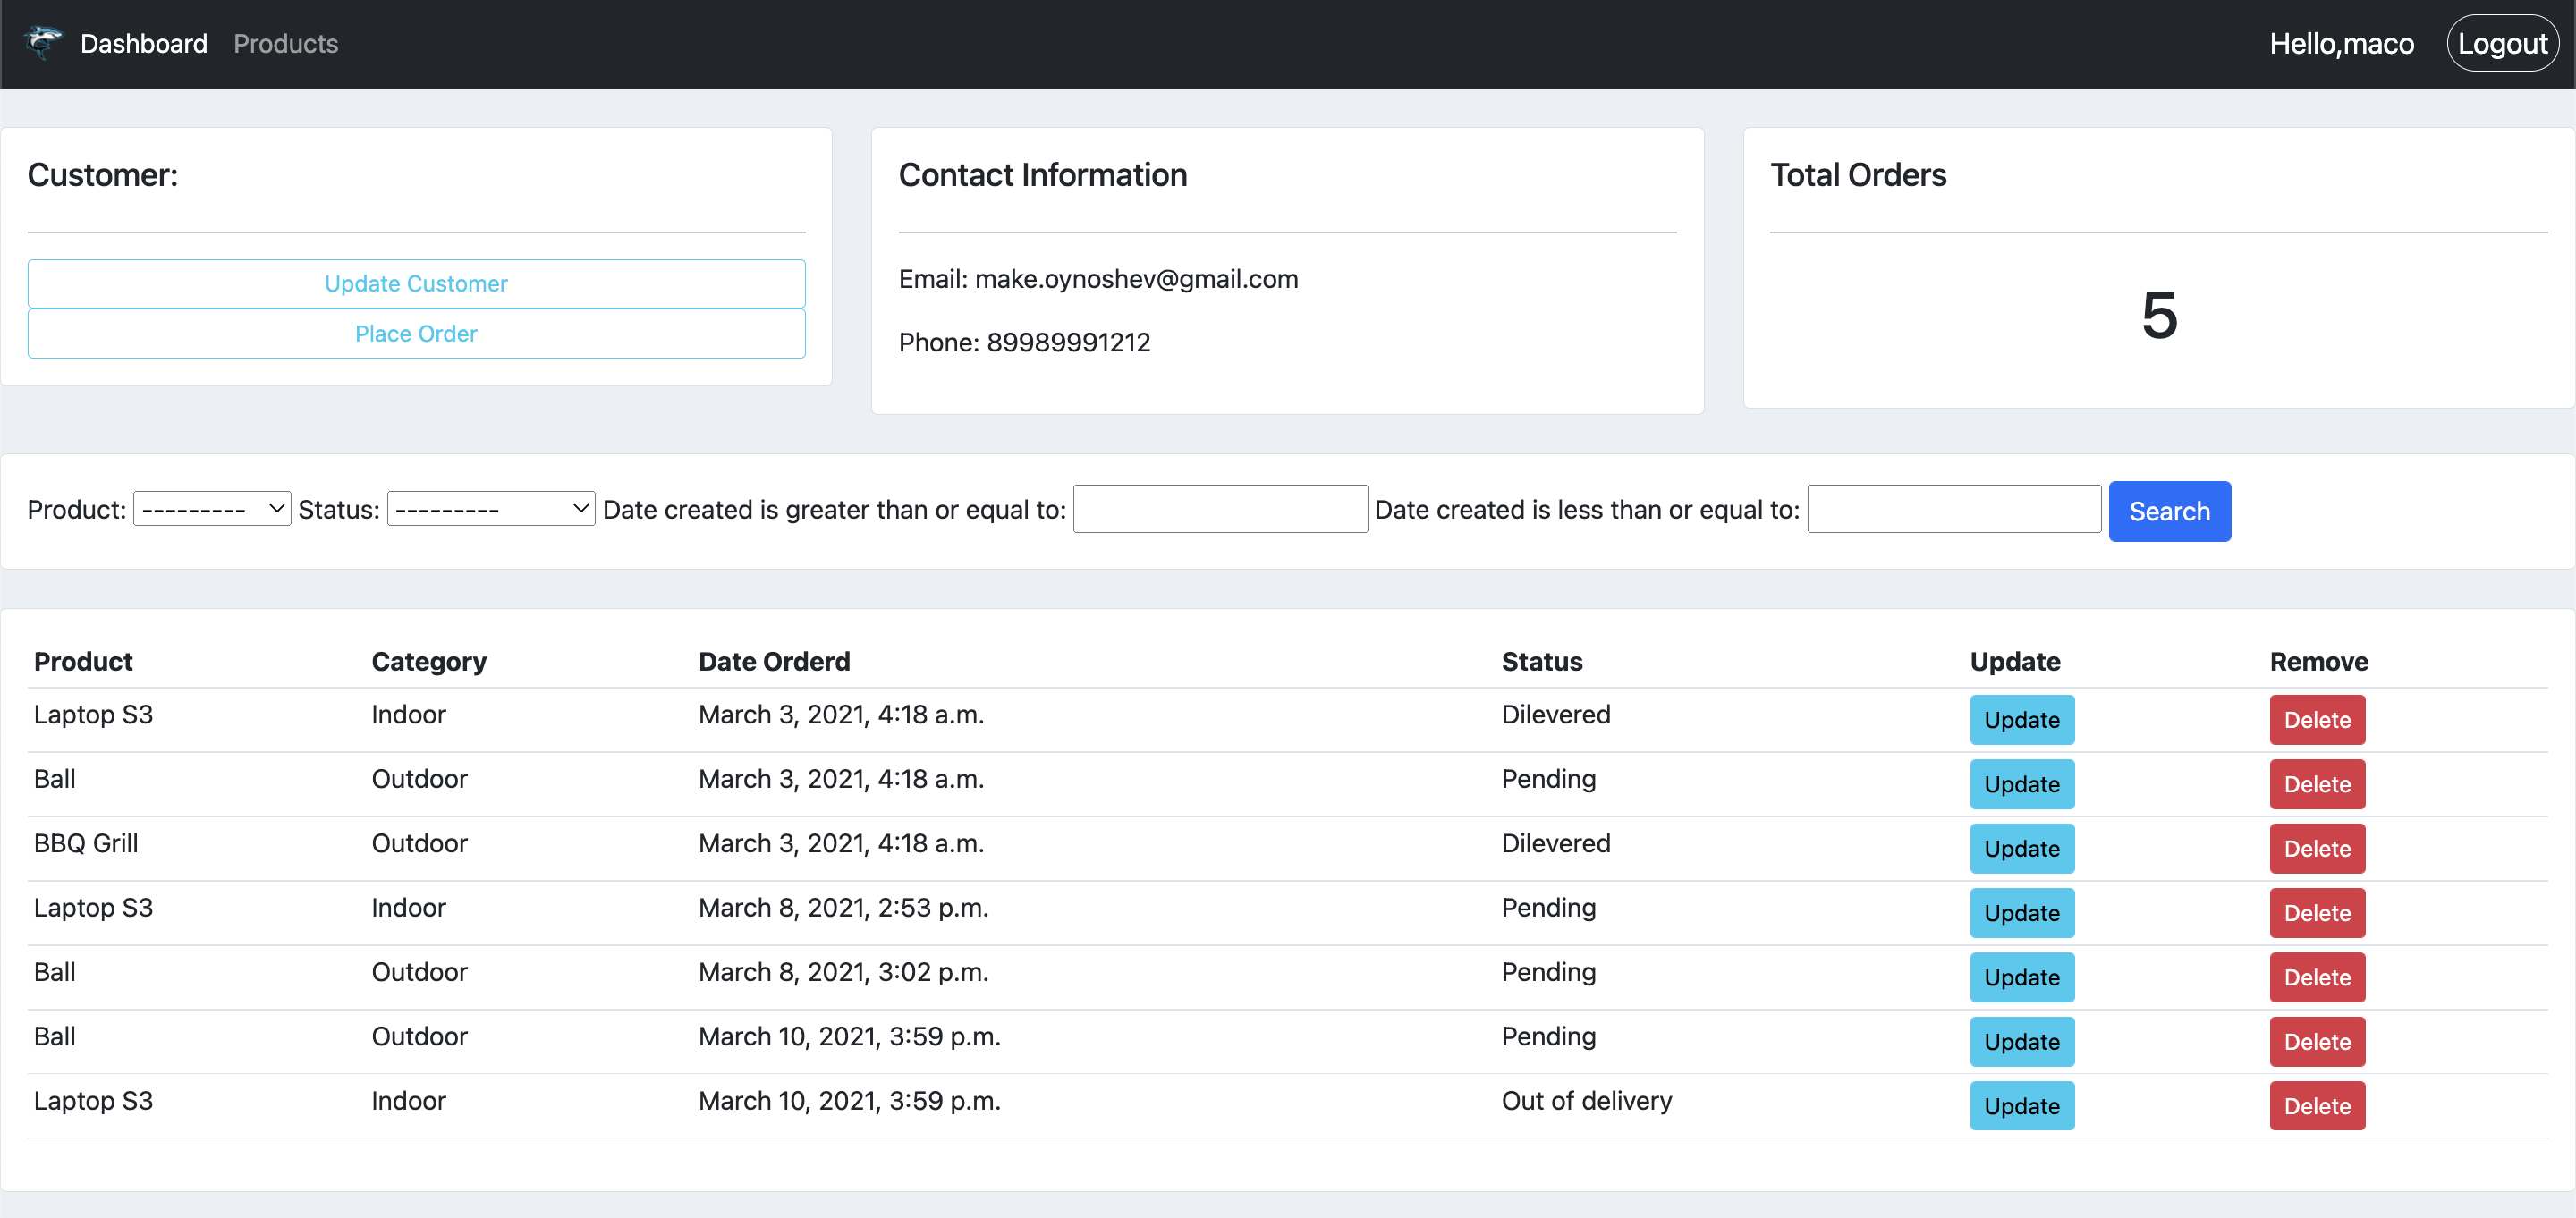 Dashboard Products Hello,maco Logout
Customer:
Update Customer
Place Order
Contact Information
Email: make.oynoshev@gmail.com
Phone: 89989991212
Total Orders
5
Product: --------- Status: --------- Date created is greater than or equal to: Date created is less than or equal to: Search
Product Category Date Orderd Status Update Remove
Laptop S3 Indoor March 3, 2021, 4:18 a.m. Dilevered Update Delete
Ball Outdoor March 3, 2021, 4:18 a.m. Pending Update Delete
BBQ Grill Outdoor March 3, 2021, 4:18 a.m. Dilevered Update Delete
Laptop S3 Indoor March 8, 2021, 2:53 p.m. Pending Update Delete
Ball Outdoor March 8, 2021, 3:02 p.m. Pending Update Delete
Ball Outdoor March 10, 2021, 3:59 p.m. Pending Update Delete
Laptop S3 Indoor March 10, 2021, 3:59 p.m. Out of delivery Update Delete